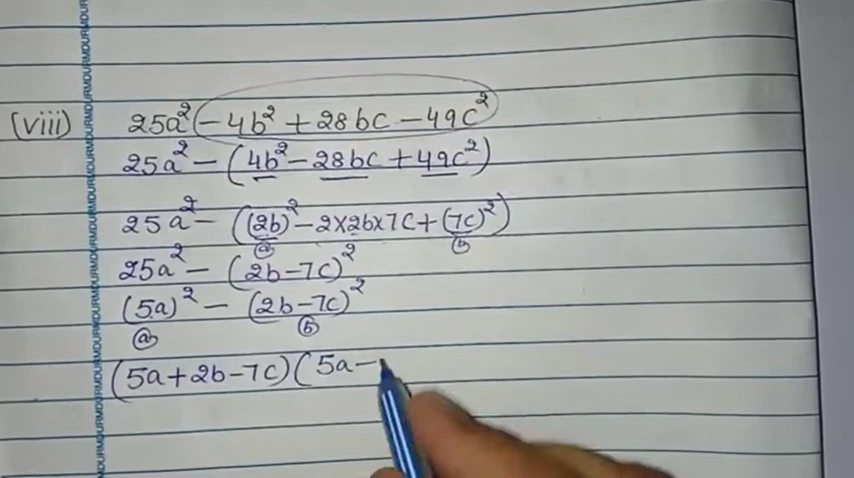 (viii) 25a² - 4b² + 28bc - 49c²
25a² - (4b² - 28bc + 49c²)
25a² - ((2b)² - 2×2b×7c + (7c)²)
a b
25a² - (2b-7c)²
(5a)² - (2b-7c)²
a b
(5a+2b-7c)(5a-